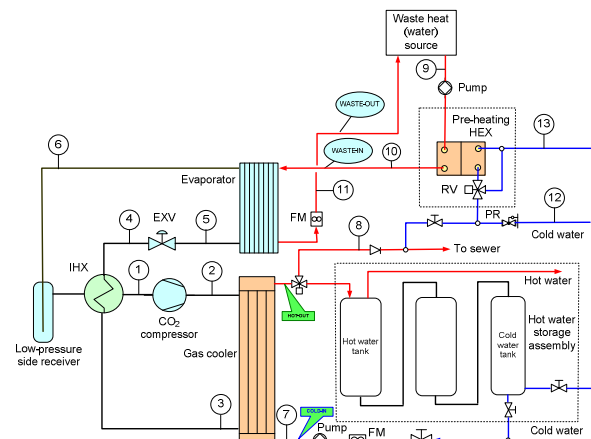 Waste heat
(water)
source
9
Pump
WASTE-OUT
Pre-heating
HEX
13
6
WASTE-IN
10
Evaporator
11
RV
4
EXV
5
FM
PR
12
8
Cold water
To sewer
IHX
1
2
Hot water
HOT-OUT
CO2
compressor
Hot water
tank
Cold
water
tank
Hot water
storage
assembly
Low-pressure
side receiver
Gas cooler
3
7
COLD-IN
Pump
FM
Cold water